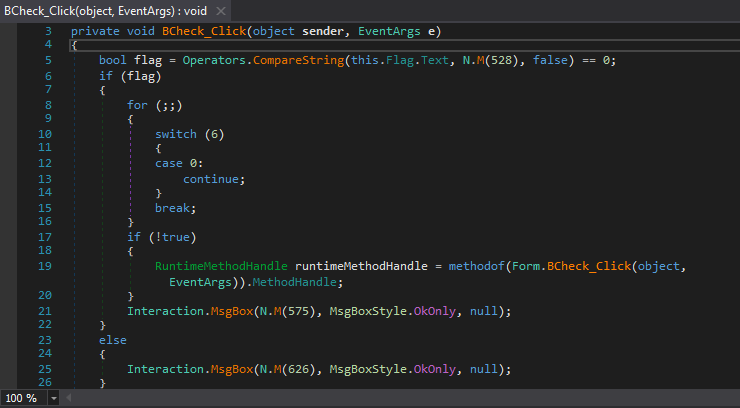 BCheck_Click(object, EventArgs) : void ×
3 private void BCheck_Click(object sender, EventArgs e)
4 {
5 bool flag = Operators.CompareString(this.Flag.Text, N.M(528), false) == 0;
6 if (flag)
7 {
8 for (;;)
9 {
10 switch (6)
11 {
12 case 0:
13 continue;
14 }
15 break;
16 }
17 if (!true)
18 {
19 RuntimeMethodHandle runtimeMethodHandle = methodof(Form.BCheck_Click(object,
EventArgs)).MethodHandle;
20 }
21 Interaction.MsgBox(N.M(575), MsgBoxStyle.OkOnly, null);
22 }
23 else
24 {
25 Interaction.MsgBox(N.M(626), MsgBoxStyle.OkOnly, null);
26 }
100 %